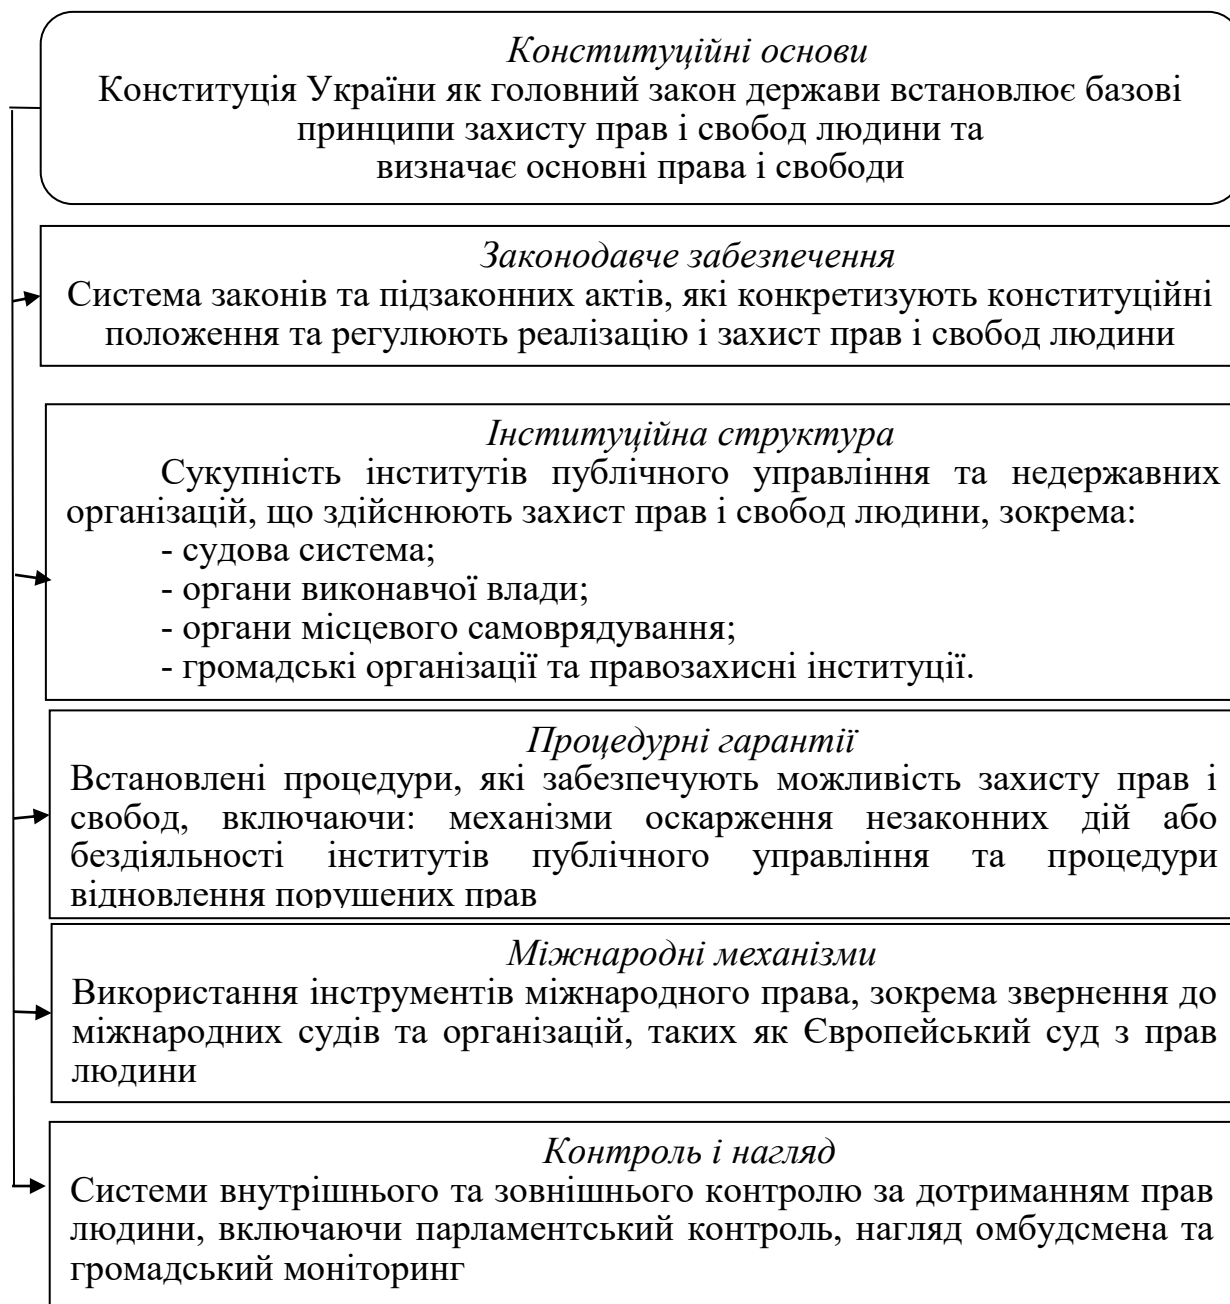 Конституційні основи
Конституція України як головний закон держави встановлює базові
принципи захисту прав і свобод людини та
визначає основні права і свободи
Законодавче забезпечення
Система законів та підзаконних актів, які конкретизують конституційні
положення та регулюють реалізацію і захист прав і свобод людини
Інституційна структура
Сукупність інститутів публічного управління та недержавних
організацій, що здійснюють захист прав і свобод людини, зокрема:
- судова система;
- органи виконавчої влади;
- органи місцевого самоврядування;
- громадські організації та правозахисні інституції.
Процедурні гарантії
Встановлені процедури, які забезпечують можливість захисту прав і
свобод, включаючи: механізми оскарження незаконних дій або
бездіяльності інститутів публічного управління та процедури
відновлення порушених прав
Міжнародні механізми
Використання інструментів міжнародного права, зокрема звернення до
міжнародних судів та організацій, таких як Європейський суд з прав
людини
Контроль і нагляд
Системи внутрішнього та зовнішнього контролю за дотриманням прав
людини, включаючи парламентський контроль, нагляд омбудсмена та
громадський моніторинг